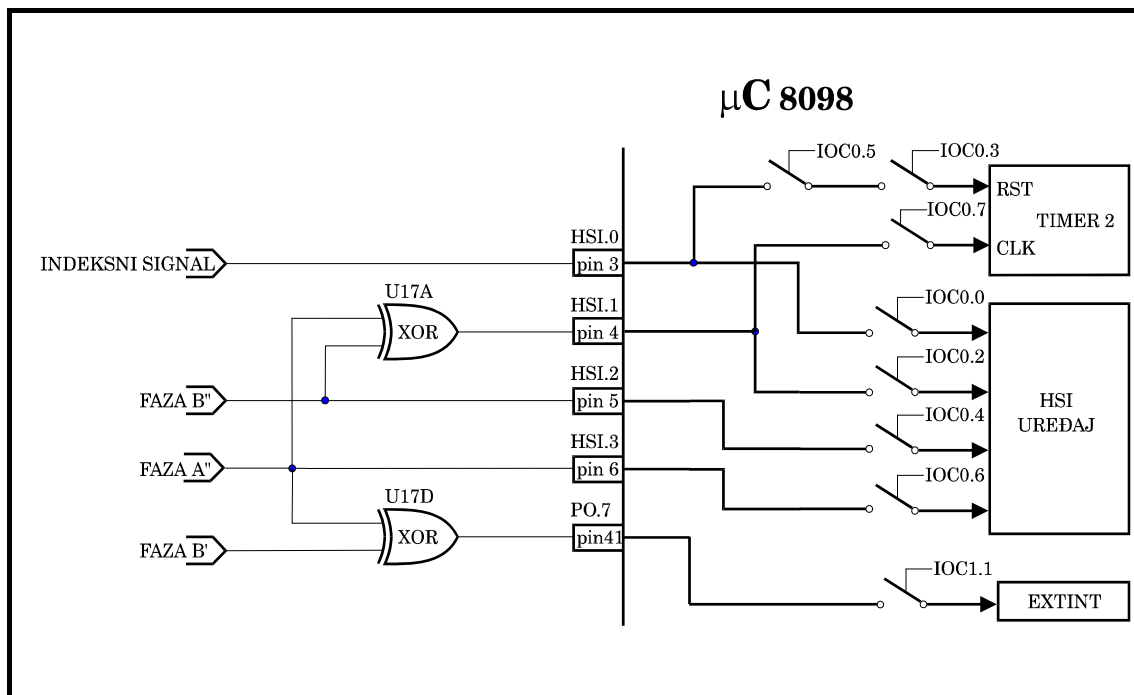 μC 8098
IOC0.5
IOC0.3
RST
TIMER 2
IOC0.7
CLK
INDEKSNI SIGNAL
HSI.0
pin 3
U17A
XOR
HSI.1
pin 4
IOC0.0
IOC0.2
HSI
UREĐAJ
FAZA B"
HSI.2
pin 5
IOC0.4
FAZA A"
HSI.3
pin 6
IOC0.6
U17D
XOR
PO.7
pin41
FAZA B'
IOC1.1
EXTINT